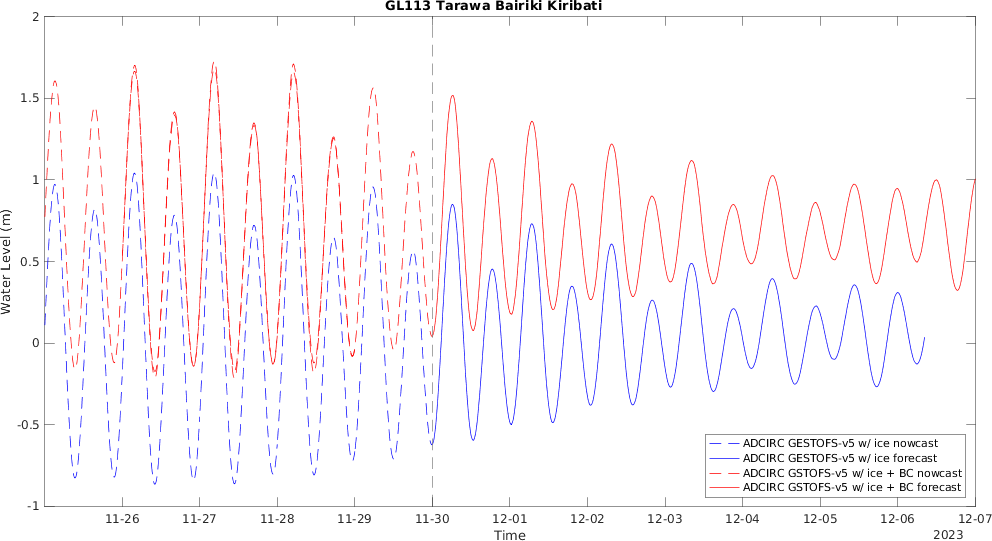 GL113 Tarawa Bairiki Kiribati
2
1.5
1
0.5
0
-0.5
-1
Water Level (m)
11-26 11-27 11-28 11-29 11-30 12-01 12-02 12-03 12-04 12-05 12-06 12-07
Time
2023
ADCIRC GESTOFS-v5 w/ ice nowcast
ADCIRC GESTOFS-v5 w/ ice forecast
ADCIRC GSTOFS-v5 w/ ice + BC nowcast
ADCIRC GSTOFS-v5 w/ ice + BC forecast